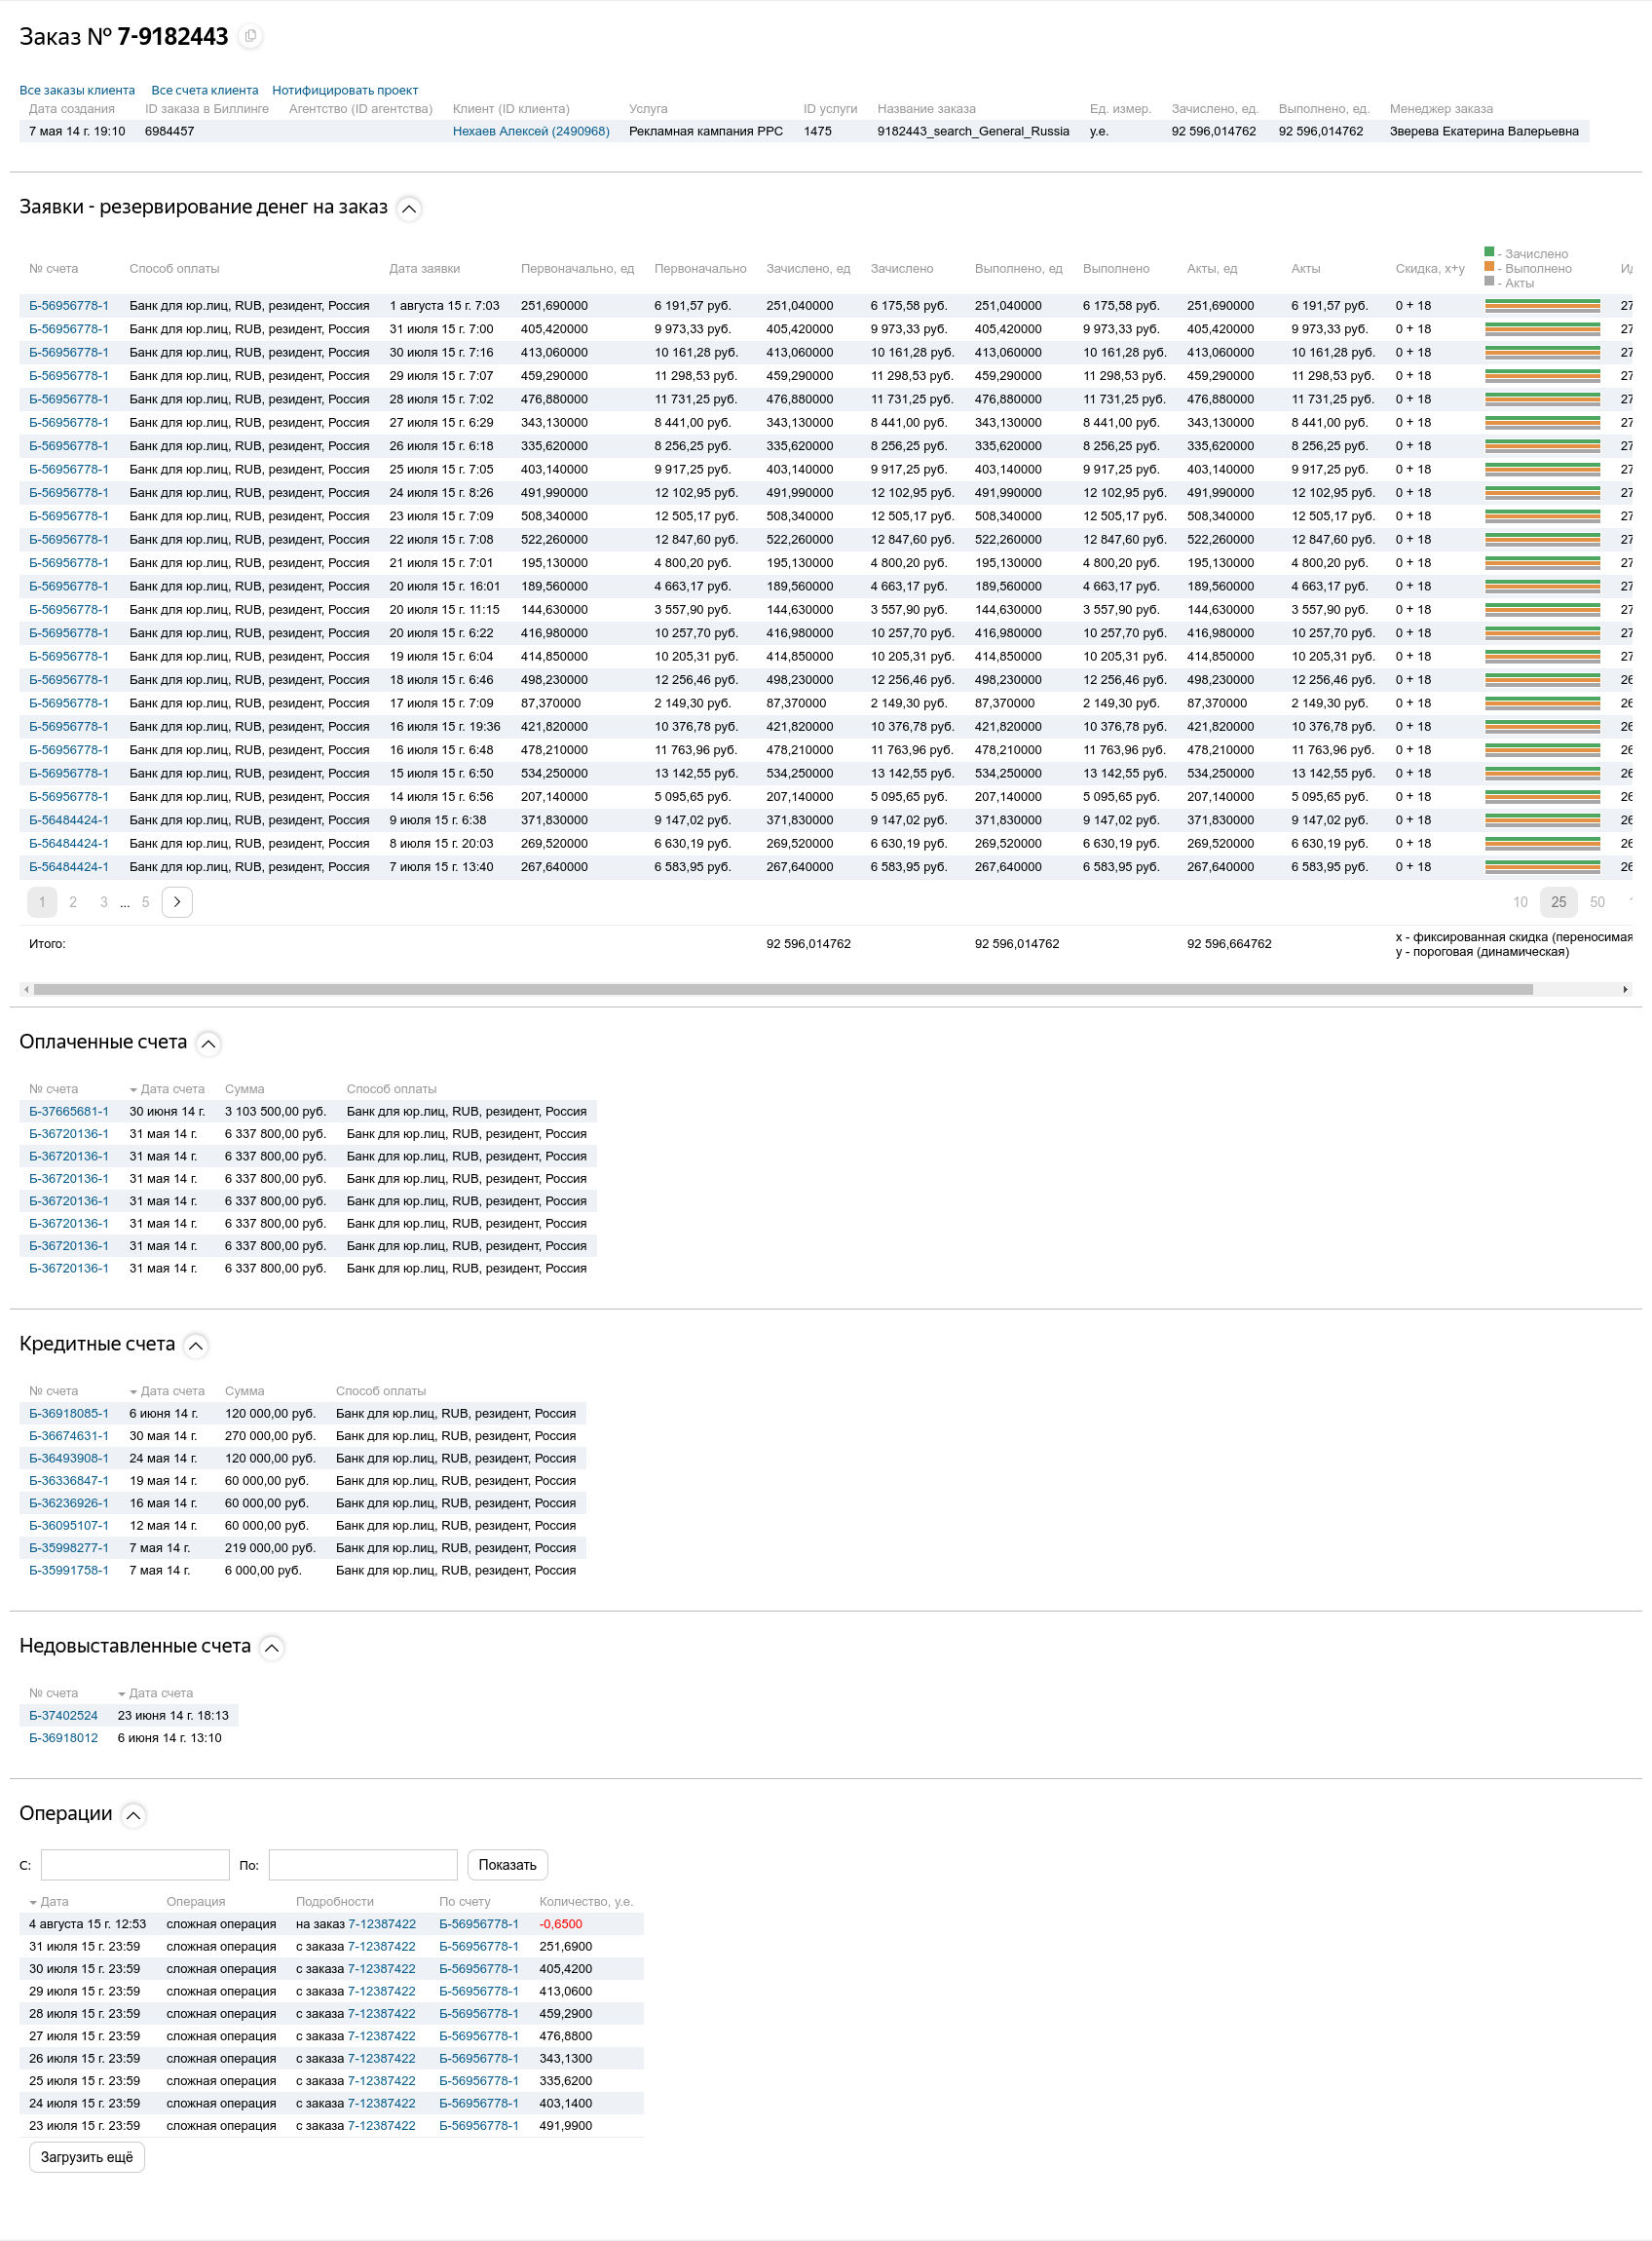 Заказ № 7-9182443
Все заказы клиента Все счета клиента Нотифицировать проект
Дата создания ID заказа в Биллинге Агентство (ID агентства) Клиент (ID клиента) Услуга ID услуги Название заказа Ед. измер. Зачислено, ед. Выполнено, ед. Менеджер заказа
7 мая 14 г. 19:10 6984457 Нехаев Алексей (2490968) Рекламная кампания РРС 1475 9182443_search_General_Russia у.е. 92 596,014762 92 596,014762 Зверева Екатерина Валерьевна
Заявки - резервирование денег на заказ
№ счета Способ оплаты Дата заявки Первоначально, ед Первоначально Зачислено, ед Зачислено Выполнено, ед Выполнено Акты, ед Акты Скидка, x+y - Зачислено - Выполнено - Акты
Б-56956778-1 Банк для юр.лиц, RUB, резидент, Россия 1 августа 15 г. 7:03 251,690000 6 191,57 руб. 251,040000 6 175,58 руб. 251,040000 6 175,58 руб. 251,690000 6 191,57 руб. 0 + 18 27
Б-56956778-1 Банк для юр.лиц, RUB, резидент, Россия 31 июля 15 г. 7:00 405,420000 9 973,33 руб. 405,420000 9 973,33 руб. 405,420000 9 973,33 руб. 405,420000 9 973,33 руб. 0 + 18 27
Б-56956778-1 Банк для юр.лиц, RUB, резидент, Россия 30 июля 15 г. 7:16 413,060000 10 161,28 руб. 413,060000 10 161,28 руб. 413,060000 10 161,28 руб. 413,060000 10 161,28 руб. 0 + 18 27
Б-56956778-1 Банк для юр.лиц, RUB, резидент, Россия 29 июля 15 г. 7:07 459,290000 11 298,53 руб. 459,290000 11 298,53 руб. 459,290000 11 298,53 руб. 459,290000 11 298,53 руб. 0 + 18 27
Б-56956778-1 Банк для юр.лиц, RUB, резидент, Россия 28 июля 15 г. 7:02 476,880000 11 731,25 руб. 476,880000 11 731,25 руб. 476,880000 11 731,25 руб. 476,880000 11 731,25 руб. 0 + 18 27
Б-56956778-1 Банк для юр.лиц, RUB, резидент, Россия 27 июля 15 г. 6:29 343,130000 8 441,00 руб. 343,130000 8 441,00 руб. 343,130000 8 441,00 руб. 343,130000 8 441,00 руб. 0 + 18 27
Б-56956778-1 Банк для юр.лиц, RUB, резидент, Россия 26 июля 15 г. 6:18 335,620000 8 256,25 руб. 335,620000 8 256,25 руб. 335,620000 8 256,25 руб. 335,620000 8 256,25 руб. 0 + 18 27
Б-56956778-1 Банк для юр.лиц, RUB, резидент, Россия 25 июля 15 г. 7:05 403,140000 9 917,25 руб. 403,140000 9 917,25 руб. 403,140000 9 917,25 руб. 403,140000 9 917,25 руб. 0 + 18 27
Б-56956778-1 Банк для юр.лиц, RUB, резидент, Россия 24 июля 15 г. 8:26 491,990000 12 102,95 руб. 491,990000 12 102,95 руб. 491,990000 12 102,95 руб. 491,990000 12 102,95 руб. 0 + 18 27
Б-56956778-1 Банк для юр.лиц, RUB, резидент, Россия 23 июля 15 г. 7:09 508,340000 12 505,17 руб. 508,340000 12 505,17 руб. 508,340000 12 505,17 руб. 508,340000 12 505,17 руб. 0 + 18 27
Б-56956778-1 Банк для юр.лиц, RUB, резидент, Россия 22 июля 15 г. 7:08 522,260000 12 847,60 руб. 522,260000 12 847,60 руб. 522,260000 12 847,60 руб. 522,260000 12 847,60 руб. 0 + 18 27
Б-56956778-1 Банк для юр.лиц, RUB, резидент, Россия 21 июля 15 г. 7:01 195,130000 4 800,20 руб. 195,130000 4 800,20 руб. 195,130000 4 800,20 руб. 195,130000 4 800,20 руб. 0 + 18 27
Б-56956778-1 Банк для юр.лиц, RUB, резидент, Россия 20 июля 15 г. 16:01 189,560000 4 663,17 руб. 189,560000 4 663,17 руб. 189,560000 4 663,17 руб. 189,560000 4 663,17 руб. 0 + 18 27
Б-56956778-1 Банк для юр.лиц, RUB, резидент, Россия 20 июля 15 г. 11:15 144,630000 3 557,90 руб. 144,630000 3 557,90 руб. 144,630000 3 557,90 руб. 144,630000 3 557,90 руб. 0 + 18 27
Б-56956778-1 Банк для юр.лиц, RUB, резидент, Россия 20 июля 15 г. 6:22 416,980000 10 257,70 руб. 416,980000 10 257,70 руб. 416,980000 10 257,70 руб. 416,980000 10 257,70 руб. 0 + 18 27
Б-56956778-1 Банк для юр.лиц, RUB, резидент, Россия 19 июля 15 г. 6:04 414,850000 10 205,31 руб. 414,850000 10 205,31 руб. 414,850000 10 205,31 руб. 414,850000 10 205,31 руб. 0 + 18 27
Б-56956778-1 Банк для юр.лиц, RUB, резидент, Россия 18 июля 15 г. 6:46 498,230000 12 256,46 руб. 498,230000 12 256,46 руб. 498,230000 12 256,46 руб. 498,230000 12 256,46 руб. 0 + 18 26
Б-56956778-1 Банк для юр.лиц, RUB, резидент, Россия 17 июля 15 г. 7:09 87,370000 2 149,30 руб. 87,370000 2 149,30 руб. 87,370000 2 149,30 руб. 87,370000 2 149,30 руб. 0 + 18 26
Б-56956778-1 Банк для юр.лиц, RUB, резидент, Россия 16 июля 15 г. 19:36 421,820000 10 376,78 руб. 421,820000 10 376,78 руб. 421,820000 10 376,78 руб. 421,820000 10 376,78 руб. 0 + 18 26
Б-56956778-1 Банк для юр.лиц, RUB, резидент, Россия 16 июля 15 г. 6:48 478,210000 11 763,96 руб. 478,210000 11 763,96 руб. 478,210000 11 763,96 руб. 478,210000 11 763,96 руб. 0 + 18 26
Б-56956778-1 Банк для юр.лиц, RUB, резидент, Россия 15 июля 15 г. 6:50 534,250000 13 142,55 руб. 534,250000 13 142,55 руб. 534,250000 13 142,55 руб. 534,250000 13 142,55 руб. 0 + 18 26
Б-56956778-1 Банк для юр.лиц, RUB, резидент, Россия 14 июля 15 г. 6:56 207,140000 5 095,65 руб. 207,140000 5 095,65 руб. 207,140000 5 095,65 руб. 207,140000 5 095,65 руб. 0 + 18 26
Б-56484424-1 Банк для юр.лиц, RUB, резидент, Россия 9 июля 15 г. 6:38 371,830000 9 147,02 руб. 371,830000 9 147,02 руб. 371,830000 9 147,02 руб. 371,830000 9 147,02 руб. 0 + 18 26
Б-56484424-1 Банк для юр.лиц, RUB, резидент, Россия 8 июля 15 г. 20:03 269,520000 6 630,19 руб. 269,520000 6 630,19 руб. 269,520000 6 630,19 руб. 269,520000 6 630,19 руб. 0 + 18 26
Б-56484424-1 Банк для юр.лиц, RUB, резидент, Россия 7 июля 15 г. 13:40 267,640000 6 583,95 руб. 267,640000 6 583,95 руб. 267,640000 6 583,95 руб. 267,640000 6 583,95 руб. 0 + 18 26
1 2 3 ... 5 10 25 50
Итого: 92 596,014762 92 596,014762 92 596,664762 x - фиксированная скидка (переносимая
y - пороговая (динамическая)
Оплаченные счета
№ счета Дата счета Сумма Способ оплаты
Б-37665681-1 30 июня 14 г. 3 103 500,00 руб. Банк для юр.лиц, RUB, резидент, Россия
Б-36720136-1 31 мая 14 г. 6 337 800,00 руб. Банк для юр.лиц, RUB, резидент, Россия
Б-36720136-1 31 мая 14 г. 6 337 800,00 руб. Банк для юр.лиц, RUB, резидент, Россия
Б-36720136-1 31 мая 14 г. 6 337 800,00 руб. Банк для юр.лиц, RUB, резидент, Россия
Б-36720136-1 31 мая 14 г. 6 337 800,00 руб. Банк для юр.лиц, RUB, резидент, Россия
Б-36720136-1 31 мая 14 г. 6 337 800,00 руб. Банк для юр.лиц, RUB, резидент, Россия
Б-36720136-1 31 мая 14 г. 6 337 800,00 руб. Банк для юр.лиц, RUB, резидент, Россия
Б-36720136-1 31 мая 14 г. 6 337 800,00 руб. Банк для юр.лиц, RUB, резидент, Россия
Кредитные счета
№ счета Дата счета Сумма Способ оплаты
Б-36918085-1 6 июня 14 г. 120 000,00 руб. Банк для юр.лиц, RUB, резидент, Россия
Б-36674631-1 30 мая 14 г. 270 000,00 руб. Банк для юр.лиц, RUB, резидент, Россия
Б-36493908-1 24 мая 14 г. 120 000,00 руб. Банк для юр.лиц, RUB, резидент, Россия
Б-36336847-1 19 мая 14 г. 60 000,00 руб. Банк для юр.лиц, RUB, резидент, Россия
Б-36236926-1 16 мая 14 г. 60 000,00 руб. Банк для юр.лиц, RUB, резидент, Россия
Б-36095107-1 12 мая 14 г. 60 000,00 руб. Банк для юр.лиц, RUB, резидент, Россия
Б-35998277-1 7 мая 14 г. 219 000,00 руб. Банк для юр.лиц, RUB, резидент, Россия
Б-35991758-1 7 мая 14 г. 6 000,00 руб. Банк для юр.лиц, RUB, резидент, Россия
Недовыставленные счета
№ счета Дата счета
Б-37402524 23 июня 14 г. 18:13
Б-36918012 6 июня 14 г. 13:10
Операции
С: По: Показать
Дата Операция Подробности По счету Количество, у.е.
4 августа 15 г. 12:53 сложная операция на заказ 7-12387422 Б-56956778-1 -0,6500
31 июля 15 г. 23:59 сложная операция с заказа 7-12387422 Б-56956778-1 251,6900
30 июля 15 г. 23:59 сложная операция с заказа 7-12387422 Б-56956778-1 405,4200
29 июля 15 г. 23:59 сложная операция с заказа 7-12387422 Б-56956778-1 413,0600
28 июля 15 г. 23:59 сложная операция с заказа 7-12387422 Б-56956778-1 459,2900
27 июля 15 г. 23:59 сложная операция с заказа 7-12387422 Б-56956778-1 476,8800
26 июля 15 г. 23:59 сложная операция с заказа 7-12387422 Б-56956778-1 343,1300
25 июля 15 г. 23:59 сложная операция с заказа 7-12387422 Б-56956778-1 335,6200
24 июля 15 г. 23:59 сложная операция с заказа 7-12387422 Б-56956778-1 403,1400
23 июля 15 г. 23:59 сложная операция с заказа 7-12387422 Б-56956778-1 491,9900
Загрузить ещё